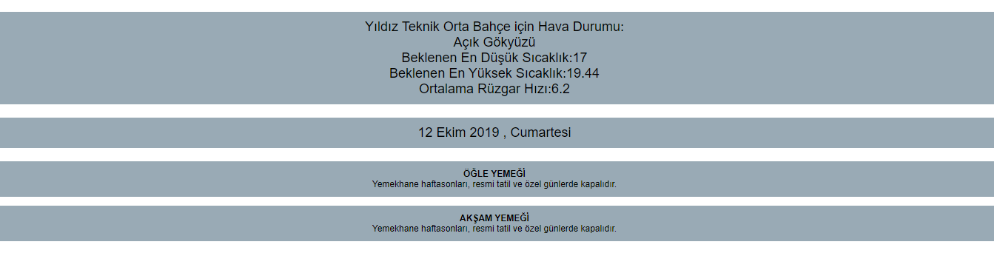 Yıldız Teknik Orta Bahçe için Hava Durumu:
Açık Gökyüzü
Beklenen En Düşük Sıcaklık:17
Beklenen En Yüksek Sıcaklık:19.44
Ortalama Rüzgar Hızı:6.2
12 Ekim 2019 , Cumartesi
ÖĞLE YEMEĞİ
Yemekhane haftasonları, resmi tatil ve özel günlerde kapalıdır.
AKŞAM YEMEĞİ
Yemekhane haftasonları, resmi tatil ve özel günlerde kapalıdır.